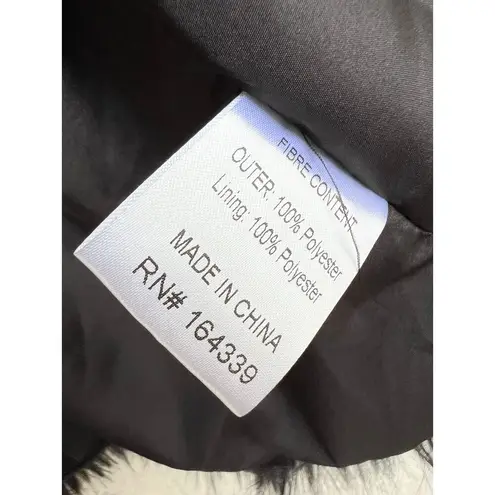 FIBRE CONTENT
OUTER: 100% Polyester
Lining: 100% Polyester
MADE IN CHINA
RN# 164339